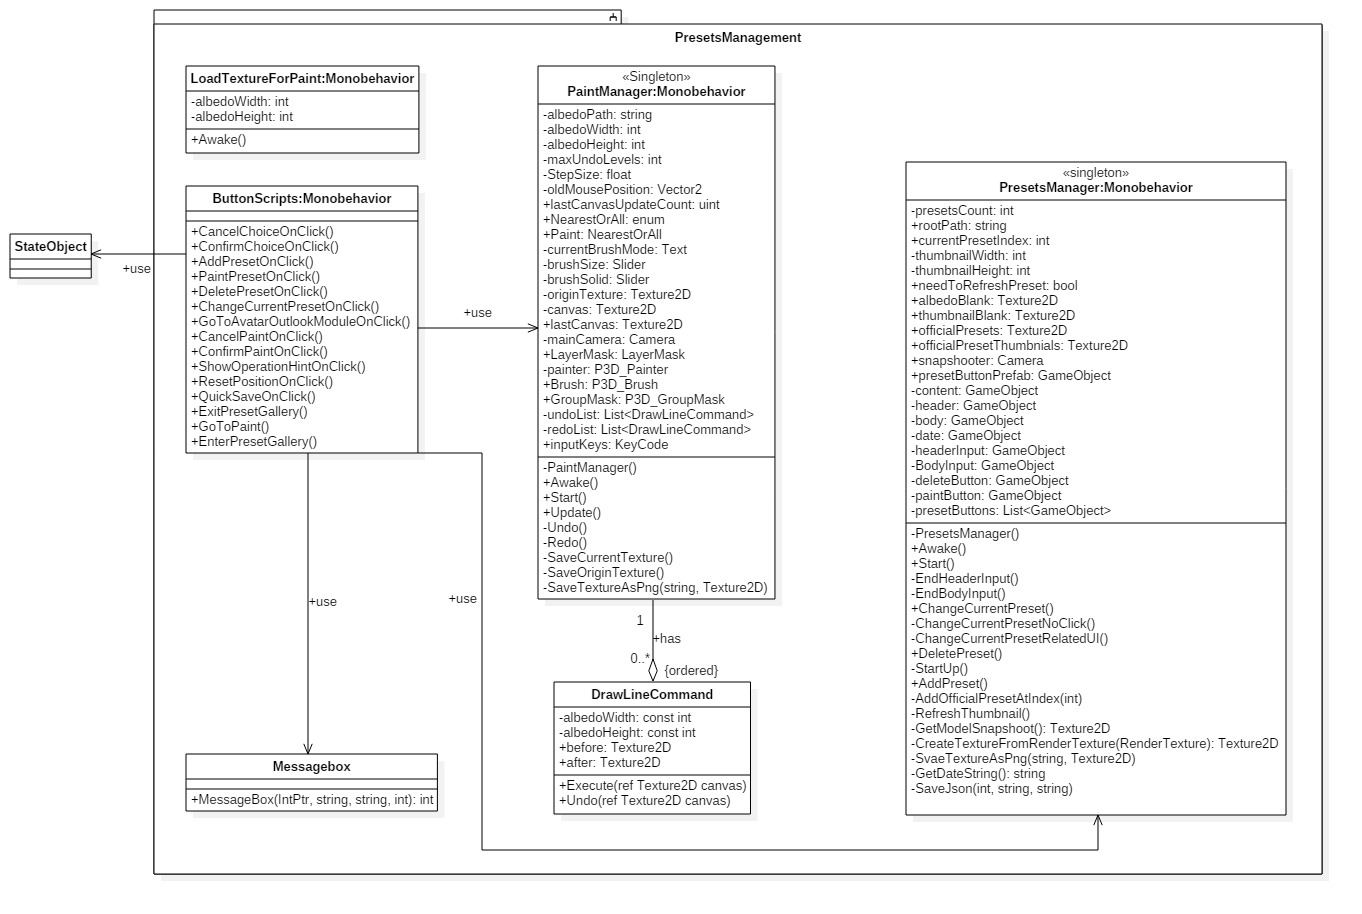 PresetsManagement
LoadTextureForPaint:Monobehavior
-albedoWidth: int
-albedoHeight: int
+Awake()
ButtonScripts:Monobehavior
+CancelChoiceOnClick()
+ConfirmChoiceOnClick()
+AddPresetOnClick()
+PaintPresetOnClick()
+DeletePresetOnClick()
+ChangeCurrentPresetOnClick()
+GoToAvatarOutlookModuleOnClick()
+CancelPaintOnClick()
+ConfirmPaintOnClick()
+ShowOperationHintOnClick()
+ResetPositionOnClick()
+QuickSaveOnClick()
+ExitPresetGallery()
+GoToPaint()
+EnterPresetGallery()
StateObject
+use
+use
+use
+use
Messagebox
+MessageBox(IntPtr, string, string, int): int
«Singleton»
PaintManager:Monobehavior
-albedoPath: string
-albedoWidth: int
-albedoHeight: int
-maxUndoLevels: int
-StepSize: float
-oldMousePosition: Vector2
+lastCanvasUpdateCount: uint
+NearestOrAll: enum
+Paint: NearestOrAll
-currentBrushMode: Text
-brushSize: Slider
-brushSolid: Slider
-originTexture: Texture2D
-canvas: Texture2D
+lastCanvas: Texture2D
-mainCamera: Camera
+LayerMask: LayerMask
-painter: P3D_Painter
+Brush: P3D_Brush
+GroupMask: P3D_GroupMask
-undoList: List<DrawLineCommand>
-redoList: List<DrawLineCommand>
+inputKeys: KeyCode
-PaintManager()
+Awake()
+Start()
+Update()
-Undo()
-Redo()
-SaveCurrentTexture()
-SaveOriginTexture()
-SaveTextureAsPng(string, Texture2D)
1
+has
0..*
{ordered}
DrawLineCommand
-albedoWidth: const int
-albedoHeight: const int
+before: Texture2D
+after: Texture2D
+Execute(ref Texture2D canvas)
+Undo(ref Texture2D canvas)
«singleton»
PresetsManager:Monobehavior
-presetsCount: int
+rootPath: string
+currentPresetIndex: int
-thumbnailWidth: int
-thumbnailHeight: int
+needToRefreshPreset: bool
+albedoBlank: Texture2D
+thumbnailBlank: Texture2D
+officialPresets: Texture2D
+officialPresetThumbnials: Texture2D
+snapshooter: Camera
+presetButtonPrefab: GameObject
-content: GameObject
-header: GameObject
-body: GameObject
-date: GameObject
-headerInput: GameObject
-BodyInput: GameObject
-deleteButton: GameObject
-paintButton: GameObject
-presetButtons: List<GameObject>
-PresetsManager()
+Awake()
+Start()
-EndHeaderInput()
-EndBodyInput()
+ChangeCurrentPreset()
-ChangeCurrentPresetNoClick()
-ChangeCurrentPresetRelatedUI()
+DeletePreset()
-StartUp()
+AddPreset()
-AddOfficialPresetAtIndex(int)
-RefreshThumbnail()
-GetModelSnapshoot(): Texture2D
-CreateTextureFromRenderTexture(RenderTexture): Texture2D
-SvaeTextureAsPng(string, Texture2D)
-GetDateString(): string
-SaveJson(int, string, string)